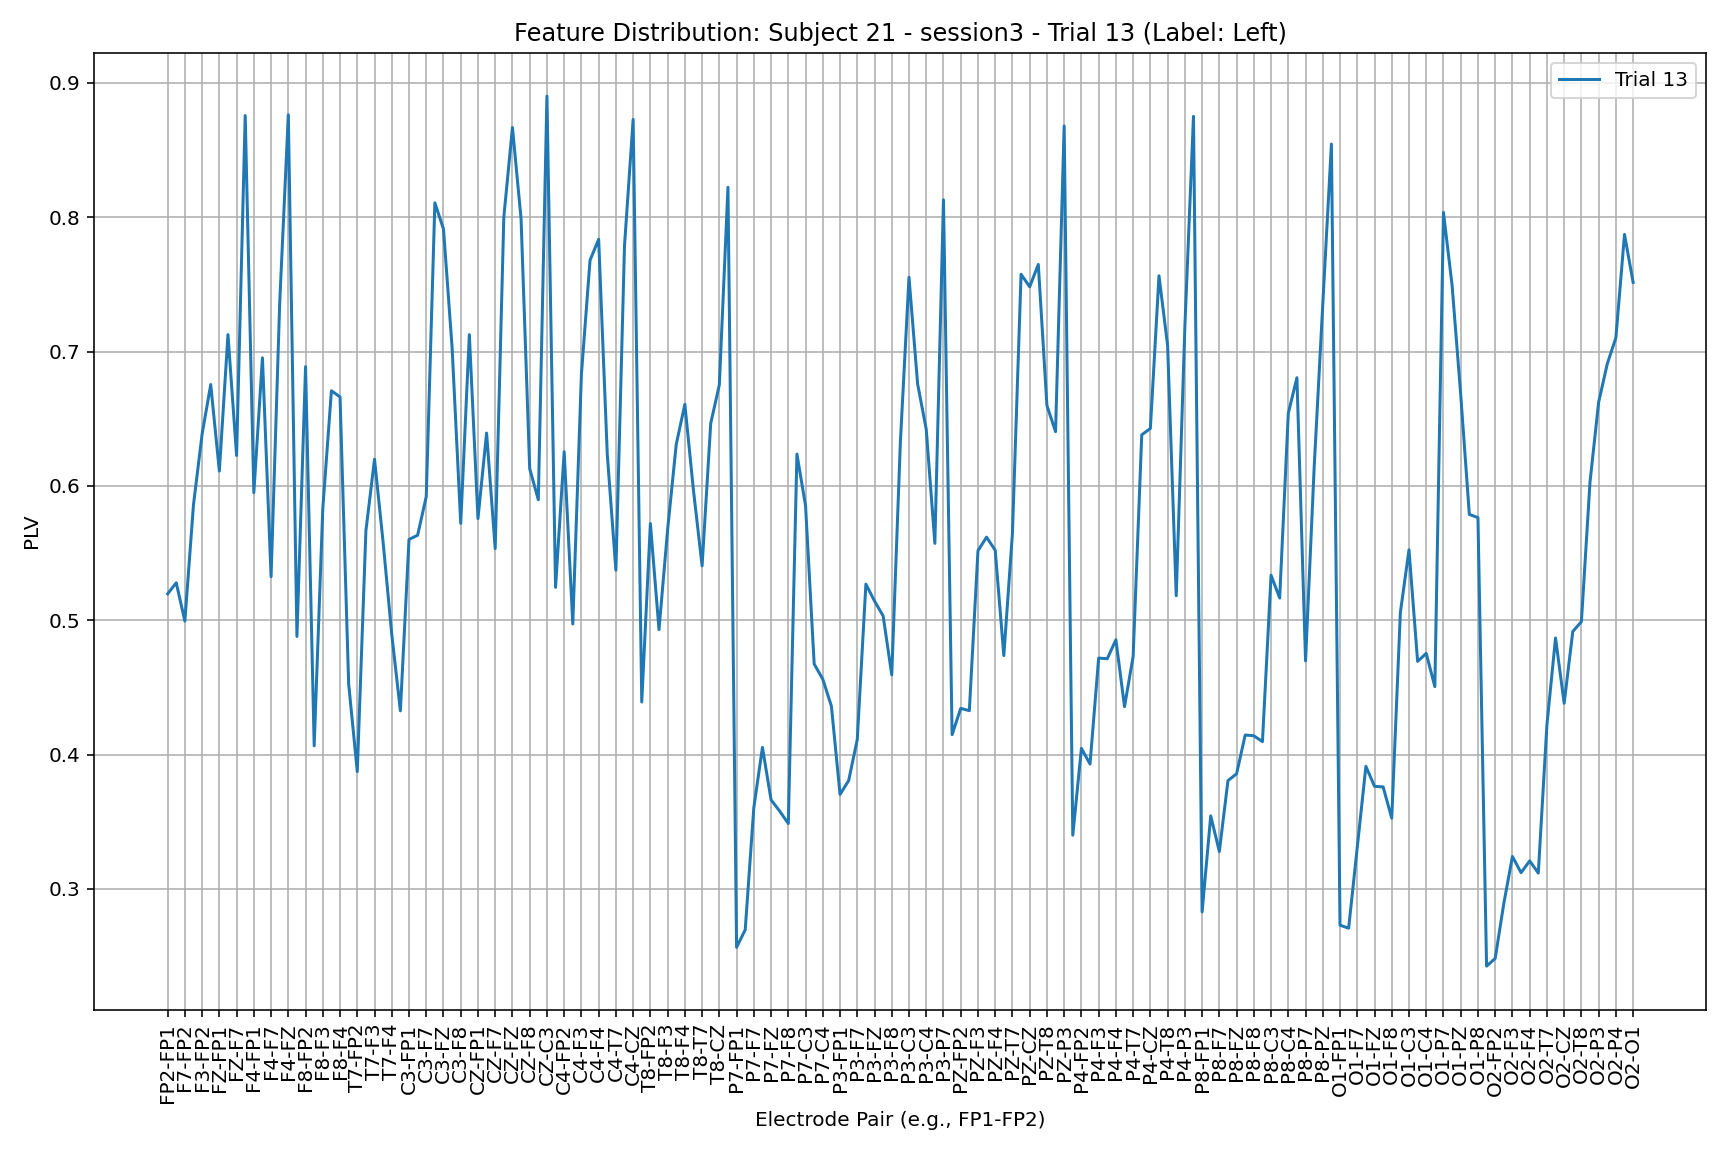 Feature Distribution: Subject 21 - session3 - Trial 13 (Label: Left)
Trial 13
0.9
0.8
0.7
0.6
0.5
0.4
0.3
PLV
FP2-FP1
F7-FP2
F3-FP2
FZ-FP1
FZ-F7
F4-FP1
F4-F7
F4-FZ
F8-FP2
F8-F3
F8-F4
T7-FP2
T7-F3
T7-F4
C3-FP1
C3-F7
C3-FZ
C3-F8
CZ-FP1
CZ-F7
CZ-FZ
CZ-F8
CZ-C3
C4-FP2
C4-F3
C4-F4
C4-T7
C4-CZ
T8-FP2
T8-F3
T8-F4
T8-T7
T8-CZ
P7-FP1
P7-F7
P7-FZ
P7-F8
P7-C3
P7-C4
P3-FP1
P3-F7
P3-FZ
P3-F8
P3-C3
P3-C4
P3-P7
PZ-FP2
PZ-F3
PZ-F4
PZ-T7
PZ-CZ
PZ-T8
PZ-P3
P4-FP2
P4-F3
P4-F4
P4-T7
P4-CZ
P4-T8
P4-P3
P8-FP1
P8-F7
P8-FZ
P8-F8
P8-C3
P8-C4
P8-P7
P8-PZ
O1-FP1
O1-F7
O1-FZ
O1-F8
O1-C3
O1-C4
O1-P7
O1-PZ
O1-P8
O2-FP2
O2-F3
O2-F4
O2-T7
O2-CZ
O2-T8
O2-P3
O2-P4
O2-O1
Electrode Pair (e.g., FP1-FP2)